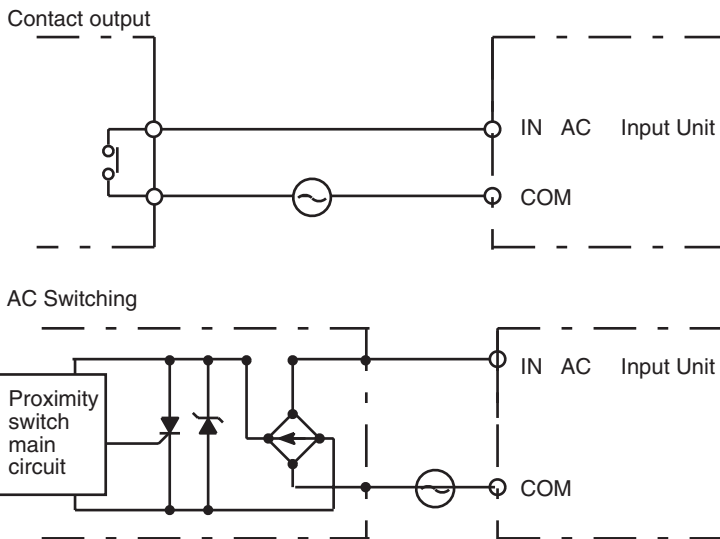 Contact output
IN AC Input Unit
COM
AC Switching
IN AC Input Unit
Proximity
switch
main
circuit
COM